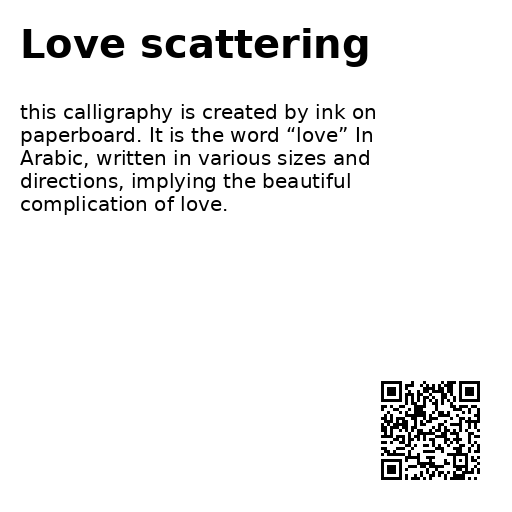 Love scattering
this calligraphy is created by ink on
paperboard. It is the word “love” In
Arabic, written in various sizes and
directions, implying the beautiful
complication of love.